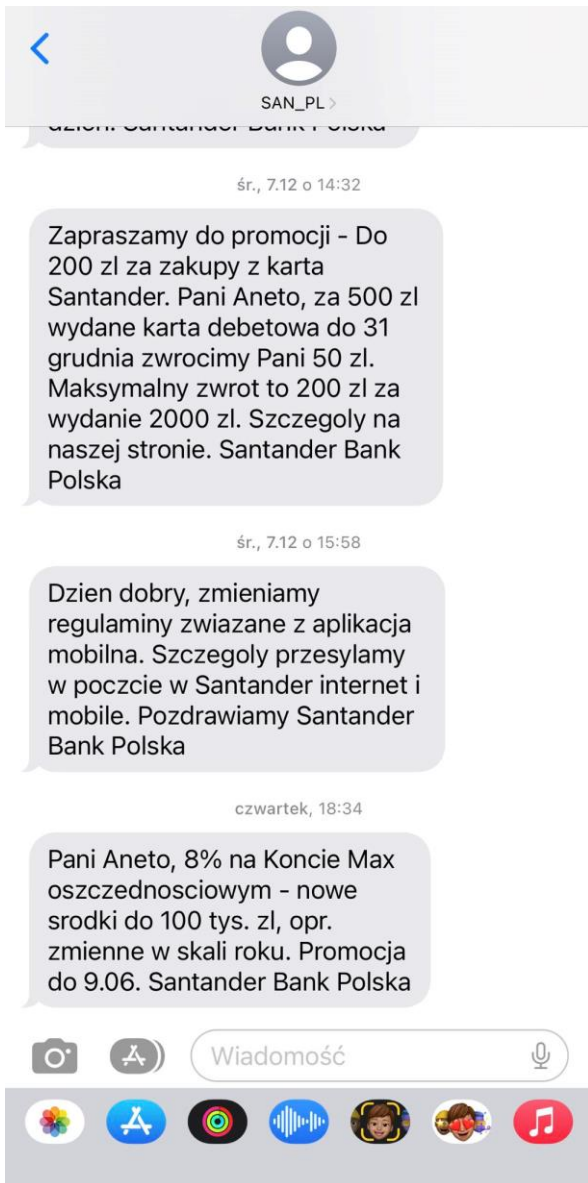 SAN_PL >
dzień. Santander Bank Polska
śr., 7.12 o 14:32
Zapraszamy do promocji - Do
200 zl za zakupy z karta
Santander. Pani Aneto, za 500 zl
wydane karta debetowa do 31
grudnia zwrocimy Pani 50 zl.
Maksymalny zwrot to 200 zl za
wydanie 2000 zl. Szczegoly na
naszej stronie. Santander Bank
Polska
śr., 7.12 o 15:58
Dzien dobry, zmieniamy
regulaminy zwiazane z aplikacja
mobilna. Szczegoly przesylamy
w poczcie w Santander internet i
mobile. Pozdrawiamy Santander
Bank Polska
czwartek, 18:34
Pani Aneto, 8% na Koncie Max
oszczednosciowym - nowe
srodki do 100 tys. zl, opr.
zmienne w skali roku. Promocja
do 9.06. Santander Bank Polska
Wiadomość